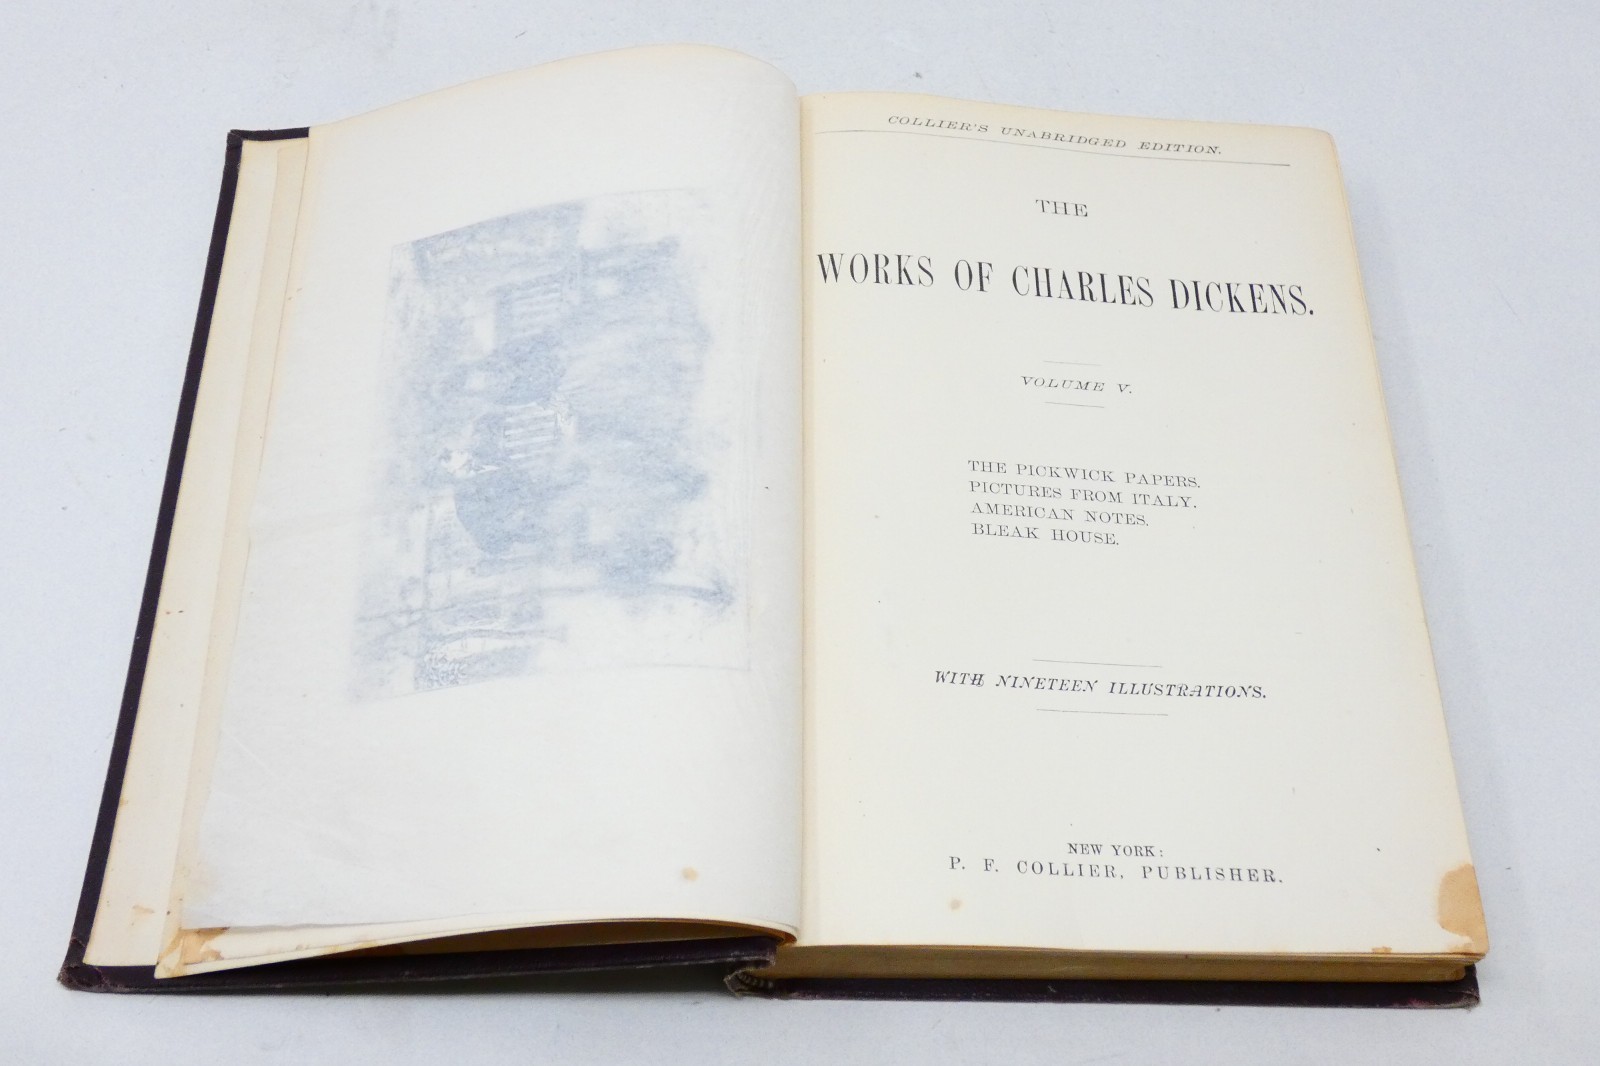 COLLIER'S UNABRIDGED EDITION.
THE
WORKS OF CHARLES DICKENS.
VOLUME V.
THE PICKWICK PAPERS.
PICTURES FROM ITALY.
AMERICAN NOTES.
BLEAK HOUSE.
WITH NINETEEN ILLUSTRATIONS.
NEW YORK:
P. F. COLLIER, PUBLISHER.